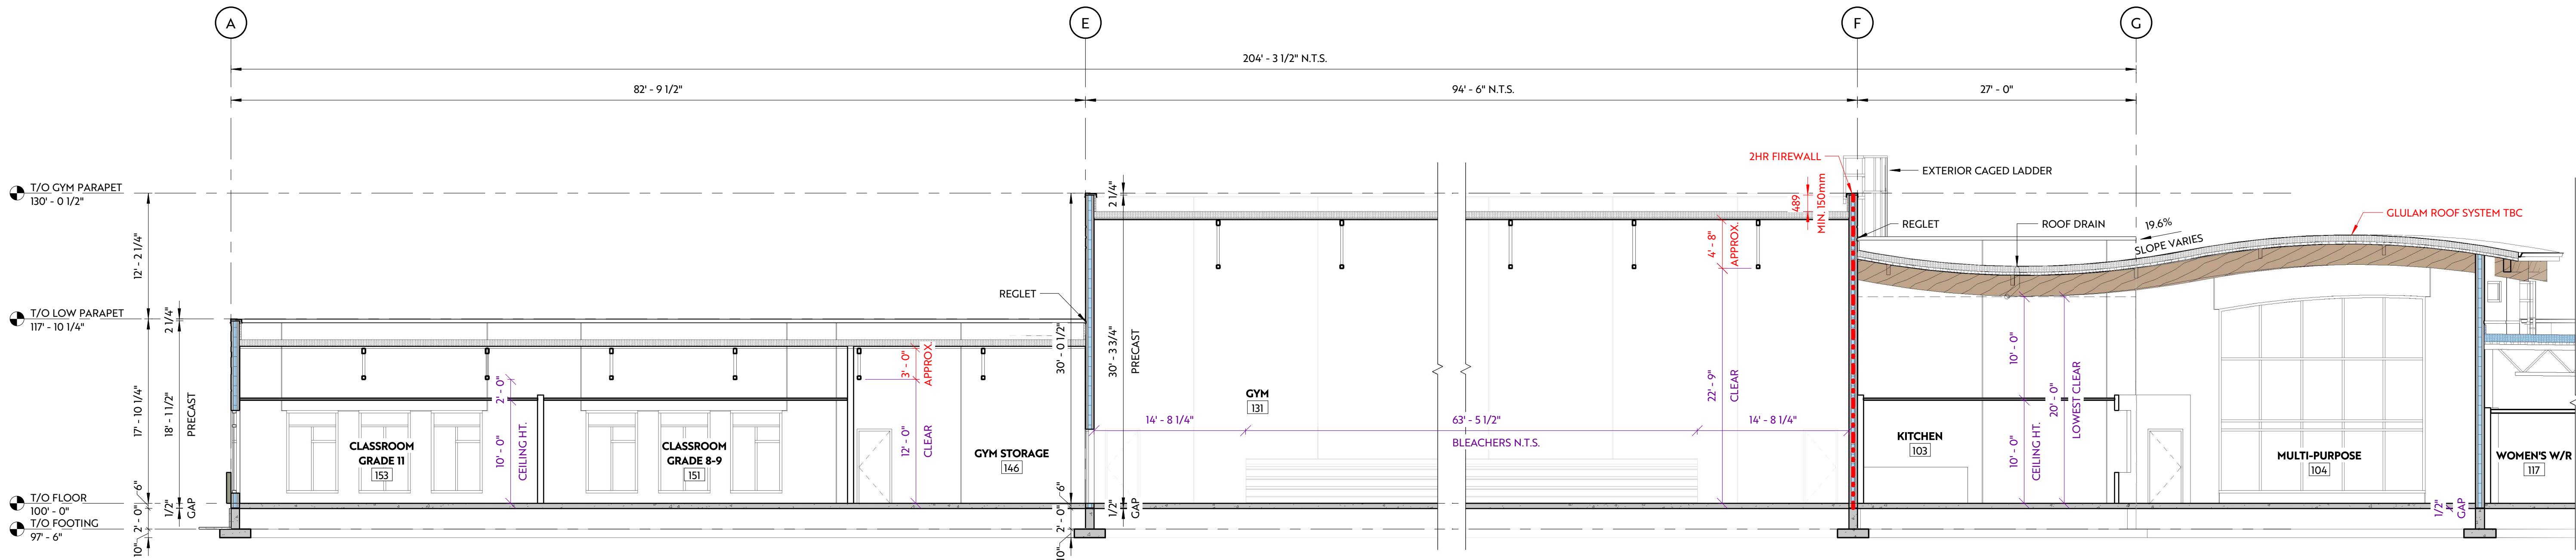 A
E
F
G
204' - 3 1/2" N.T.S.
82' - 9 1/2"
94' - 6" N.T.S.
27' - 0"
2HR FIREWALL
EXTERIOR CAGED LADDER
T/O GYM PARAPET
130' - 0 1/2"
2 1/4"
489
MIN. 150mm
REGLET
ROOF DRAIN
19.6%
SLOPE VARIES
GLULAM ROOF SYSTEM TBC
12' - 2 1/4"
4' - 8"
APPROX.
REGLET
T/O LOW PARAPET
117' - 10 1/4"
2 1/4"
30' - 0 1/2"
30' - 3 3/4"
PRECAST
3' - 0"
APPROX.
2' - 0"
10' - 0"
22' - 9"
CLEAR
20' - 0"
LOWEST CLEAR
17' - 10 1/4"
18' - 1 1/2"
PRECAST
GYM
131
14' - 8 1/4"
63' - 5 1/2"
14' - 8 1/4"
BLEACHERS N.T.S.
CLASSROOM
GRADE 11
153
10' - 0"
CEILING HT.
CLASSROOM
GRADE 8-9
151
12' - 0"
CLEAR
GYM STORAGE
146
KITCHEN
103
10' - 0"
CEILING HT.
MULTI-PURPOSE
104
WOMEN'S W/R
117
T/O FLOOR
100' - 0"
T/O FOOTING
97' - 6"
6"
2' - 0"
10"
1/2"
GAP
6"
2' - 0"
10"
1/2"
GAP
1/2"
GAP